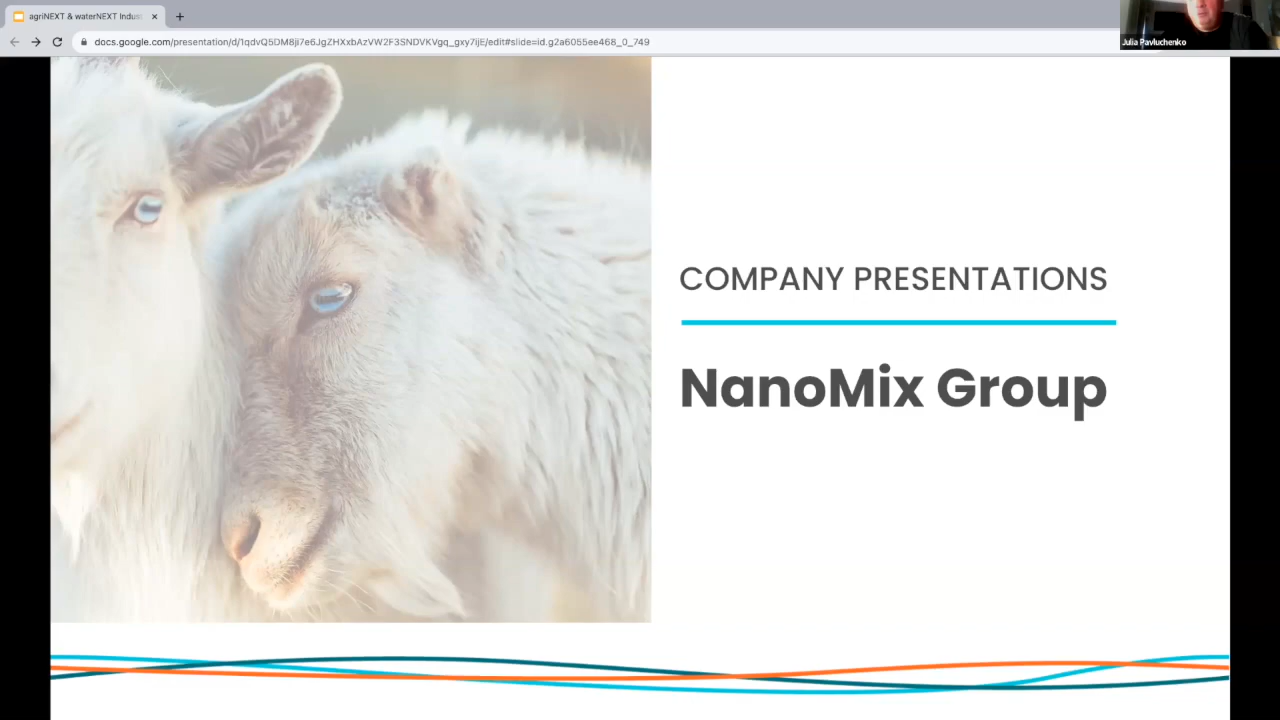 agriNEXT & waterNEXT Indus
docs.google.com/presentation/d/1qdvQ5DM8ji7e6JgZHXxbAzVW2F3SNDVKVgq_gxy7ijE/edit#slide=id.g2a6055ee468_0_749
Julia Pavluchenko
COMPANY PRESENTATIONS
NanoMix Group